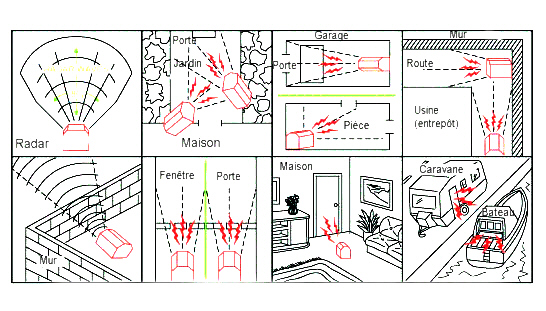 Radar
Porte
Jardin
Maison
Garage
Porte
Pièce
Mur
Route
Usine
(entrepôt)
Mur
Fenêtre
Porte
Maison
Caravane
Bateau